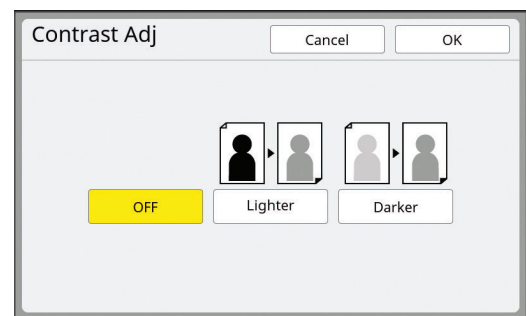 Contrast Adj
Cancel
OK
OFF
Lighter
Darker